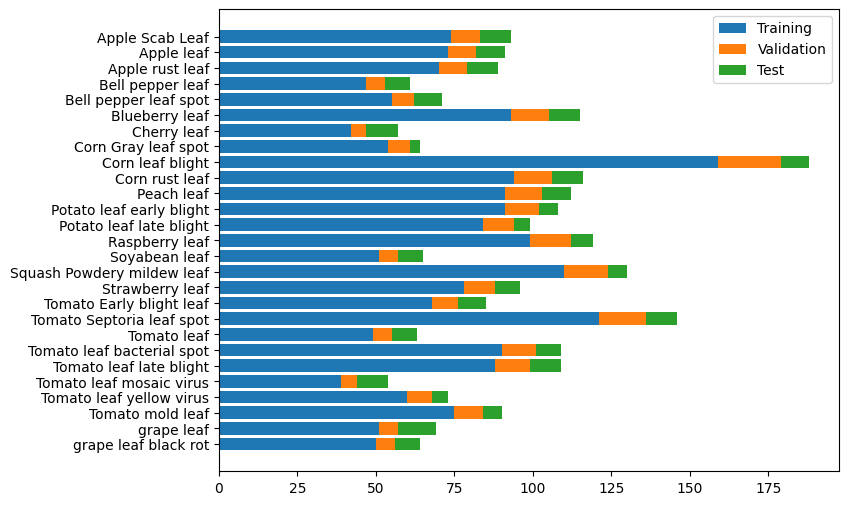 Training
Validation
Test
Apple Scab Leaf
Apple leaf
Apple rust leaf
Bell pepper leaf
Bell pepper leaf spot
Blueberry leaf
Cherry leaf
Corn Gray leaf spot
Corn leaf blight
Corn rust leaf
Peach leaf
Potato leaf early blight
Potato leaf late blight
Raspberry leaf
Soyabean leaf
Squash Powdery mildew leaf
Strawberry leaf
Tomato Early blight leaf
Tomato Septoria leaf spot
Tomato leaf
Tomato leaf bacterial spot
Tomato leaf late blight
Tomato leaf mosaic virus
Tomato leaf yellow virus
Tomato mold leaf
grape leaf
grape leaf black rot
0 25 50 75 100 125 150 175